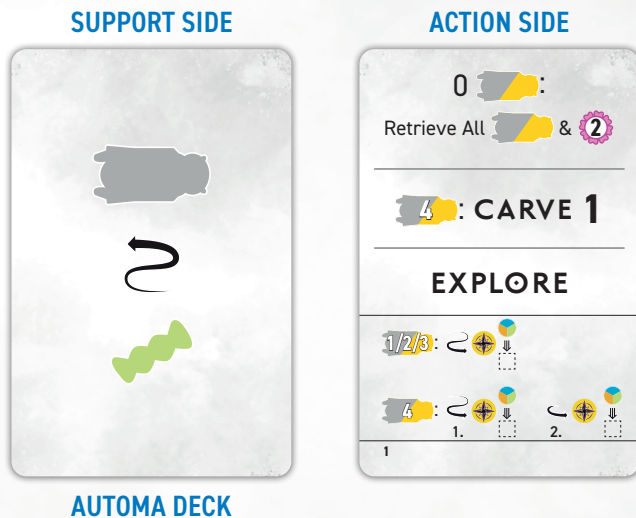 SUPPORT SIDE
ACTION SIDE
0 :
Retrieve All & 2
4 : CARVE 1
EXPLORE
1/2/3 :
4 : 1. 2.
1
AUTOMA DECK